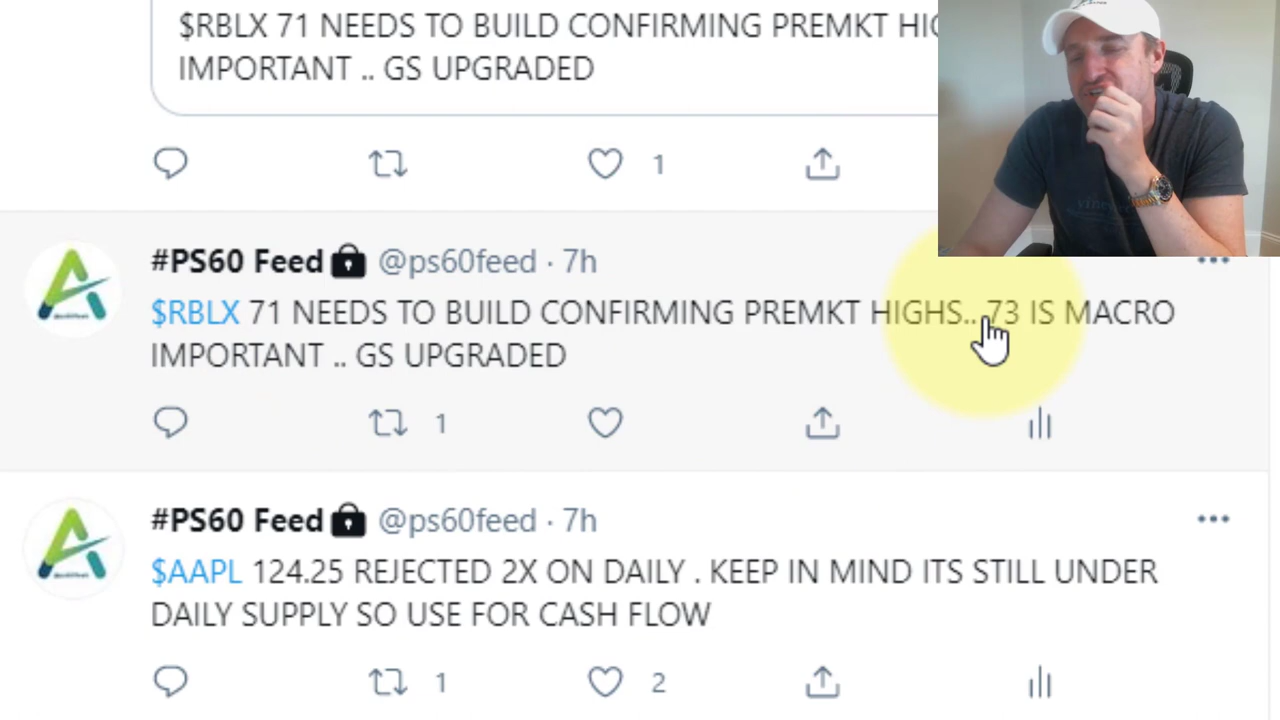 $RBLX 71 NEEDS TO BUILD CONFIRMING PREMKT
IMPORTANT .. GS UPGRADED
1
#PS60 Feed @ps60feed · 7h
$RBLX 71 NEEDS TO BUILD CONFIRMING PREMKT HIGHS.. 73 IS MACRO
IMPORTANT .. GS UPGRADED
1
#PS60 Feed @ps60feed · 7h
$AAPL 124.25 REJECTED 2X ON DAILY . KEEP IN MIND ITS STILL UNDER
DAILY SUPPLY SO USE FOR CASH FLOW
1 2